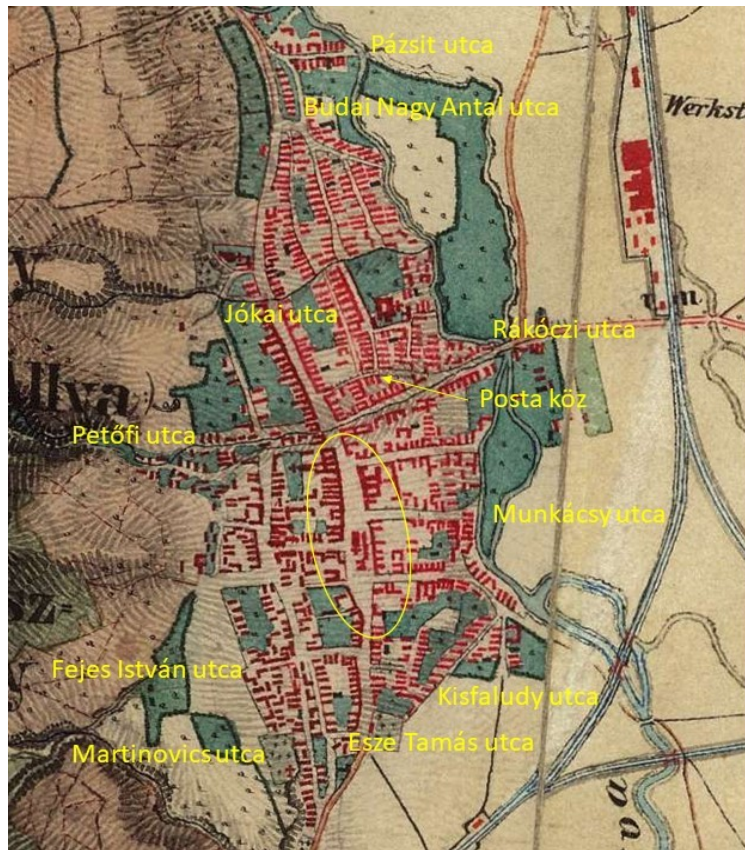 Pázsit utca
Budai Nagy Antal utca
Werkst
Jókai utca
Rákóczi utca
Posta köz
Petőfi utca
Munkácsy utca
Fejes István utca
Kisfaludy utca
Martinovics utca
Esze Tamás utca